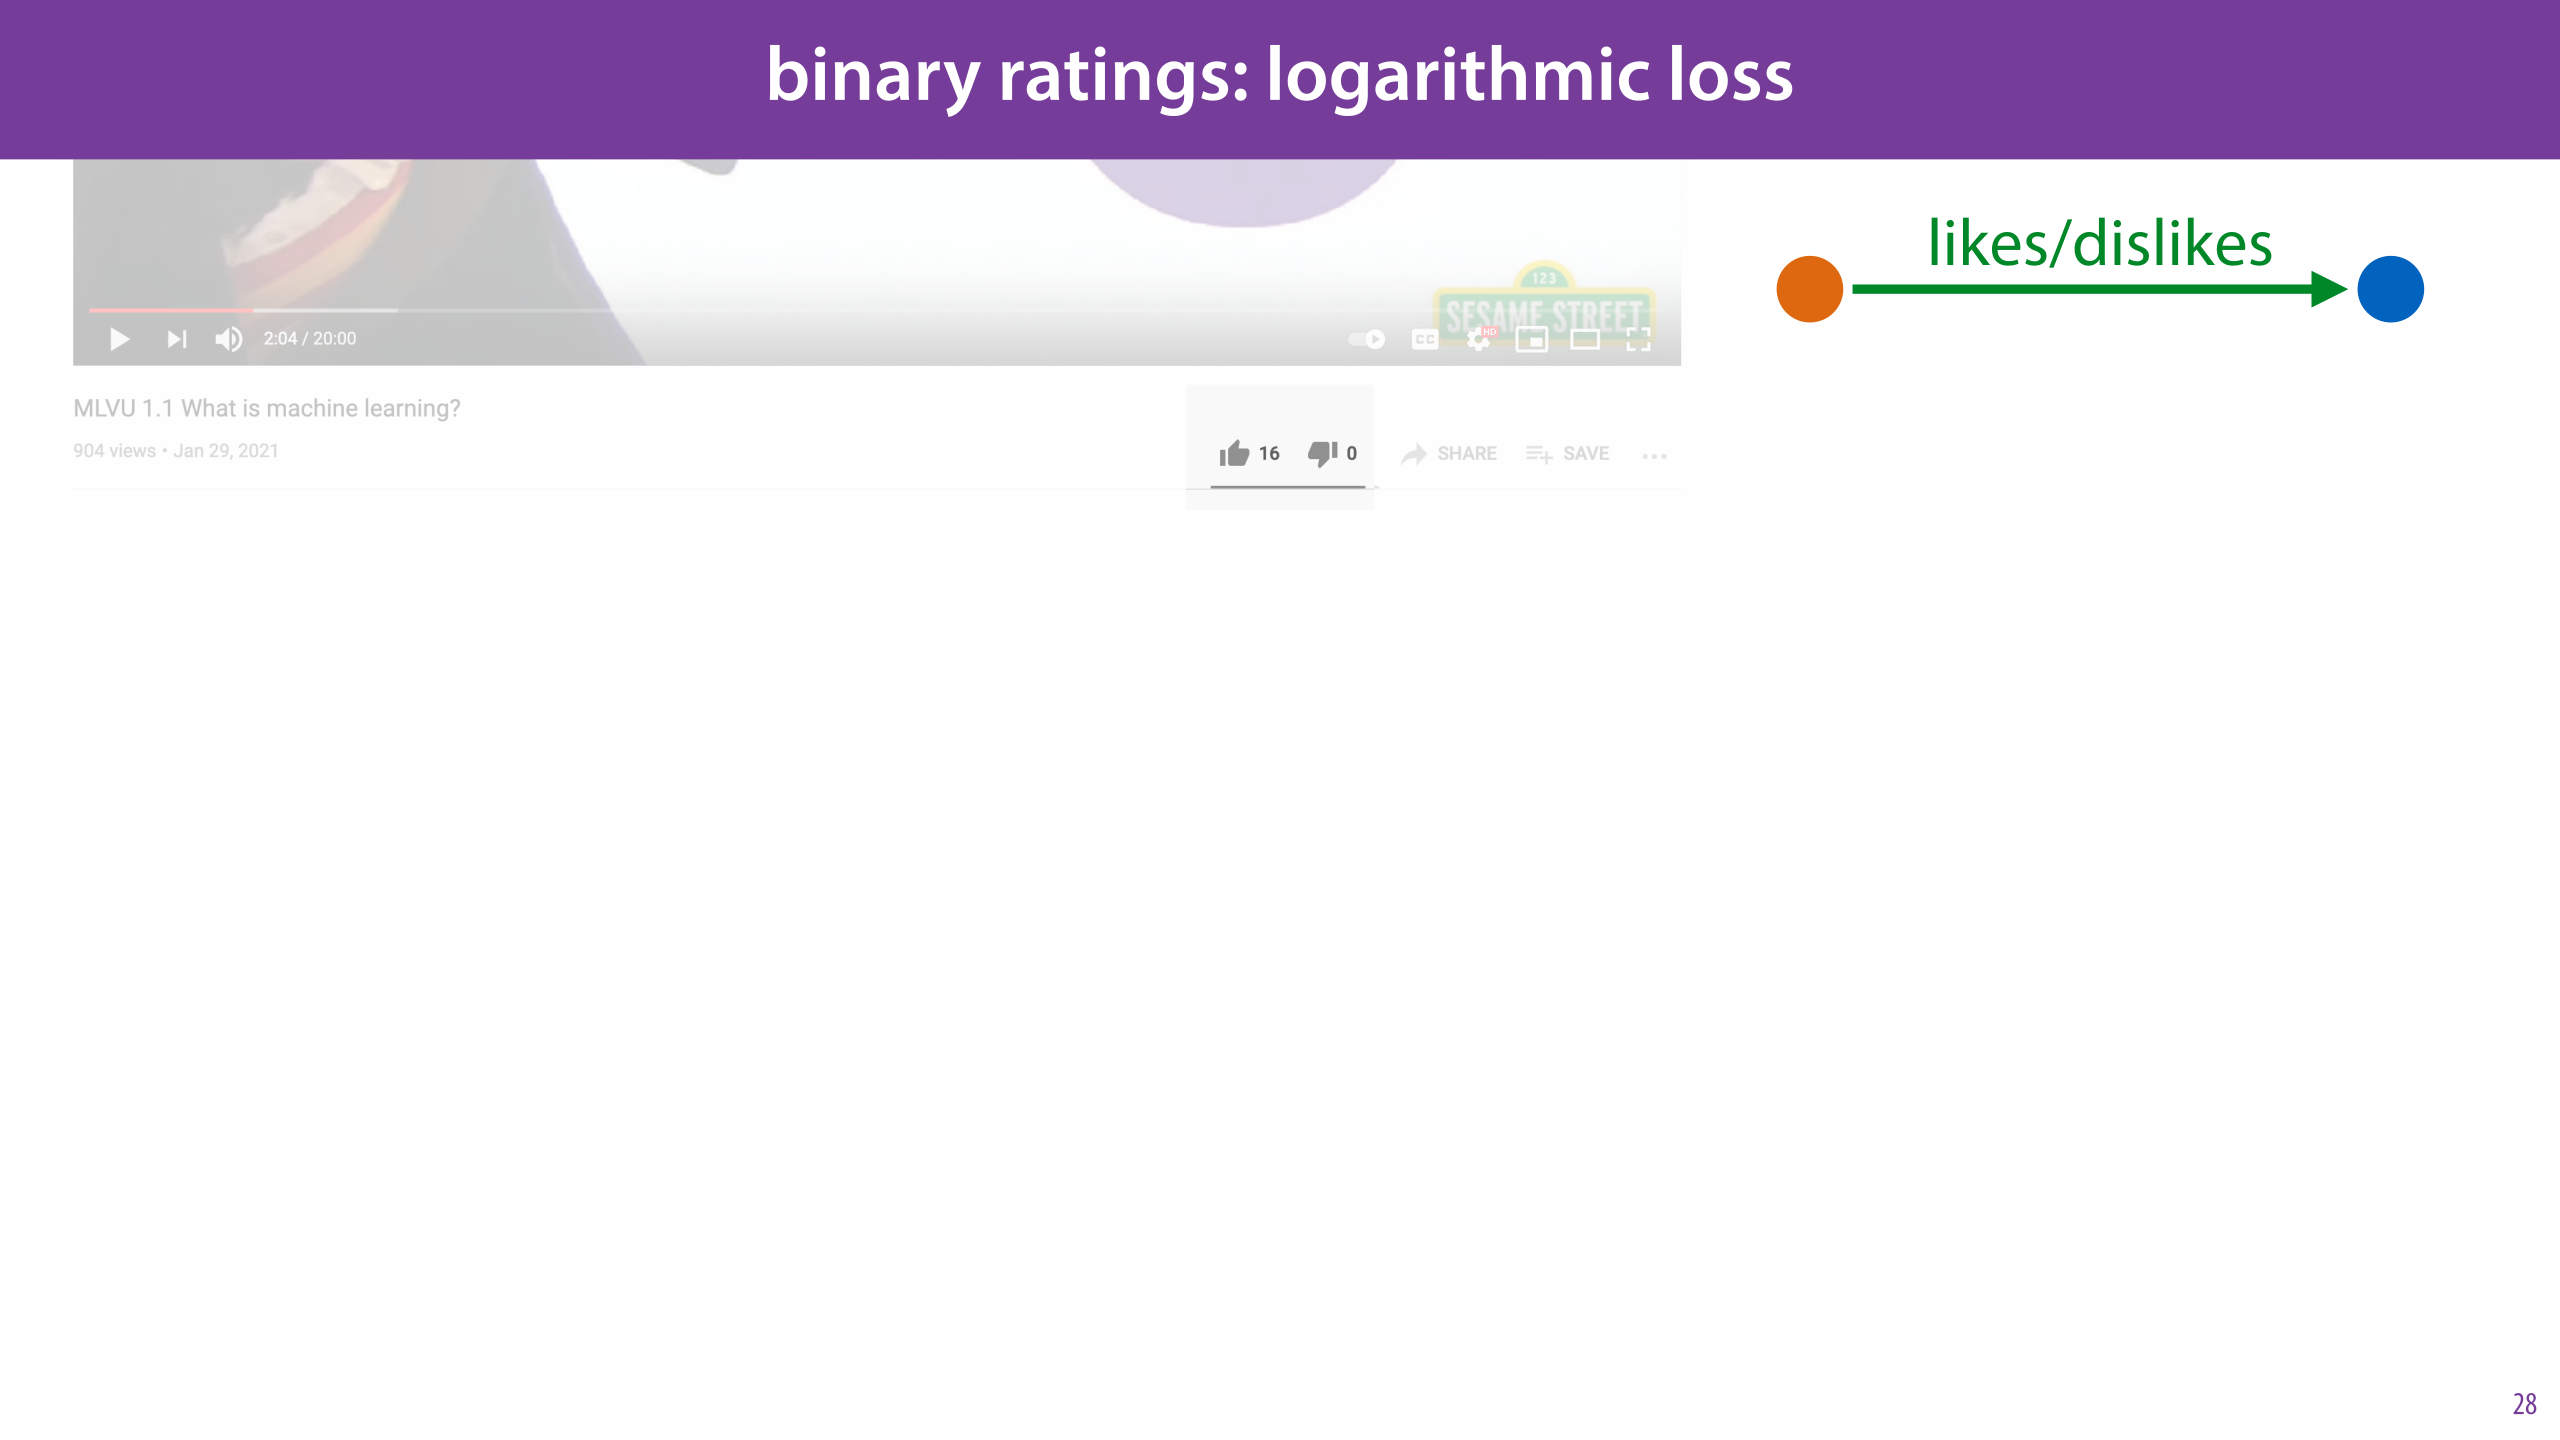 binary ratings: logarithmic loss
likes/dislikes
123
SESAME STREET
HD
CC
2:04 / 20:00
MLVU 1.1 What is machine learning?
904 views • Jan 29, 2021
16 0 SHARE SAVE
28